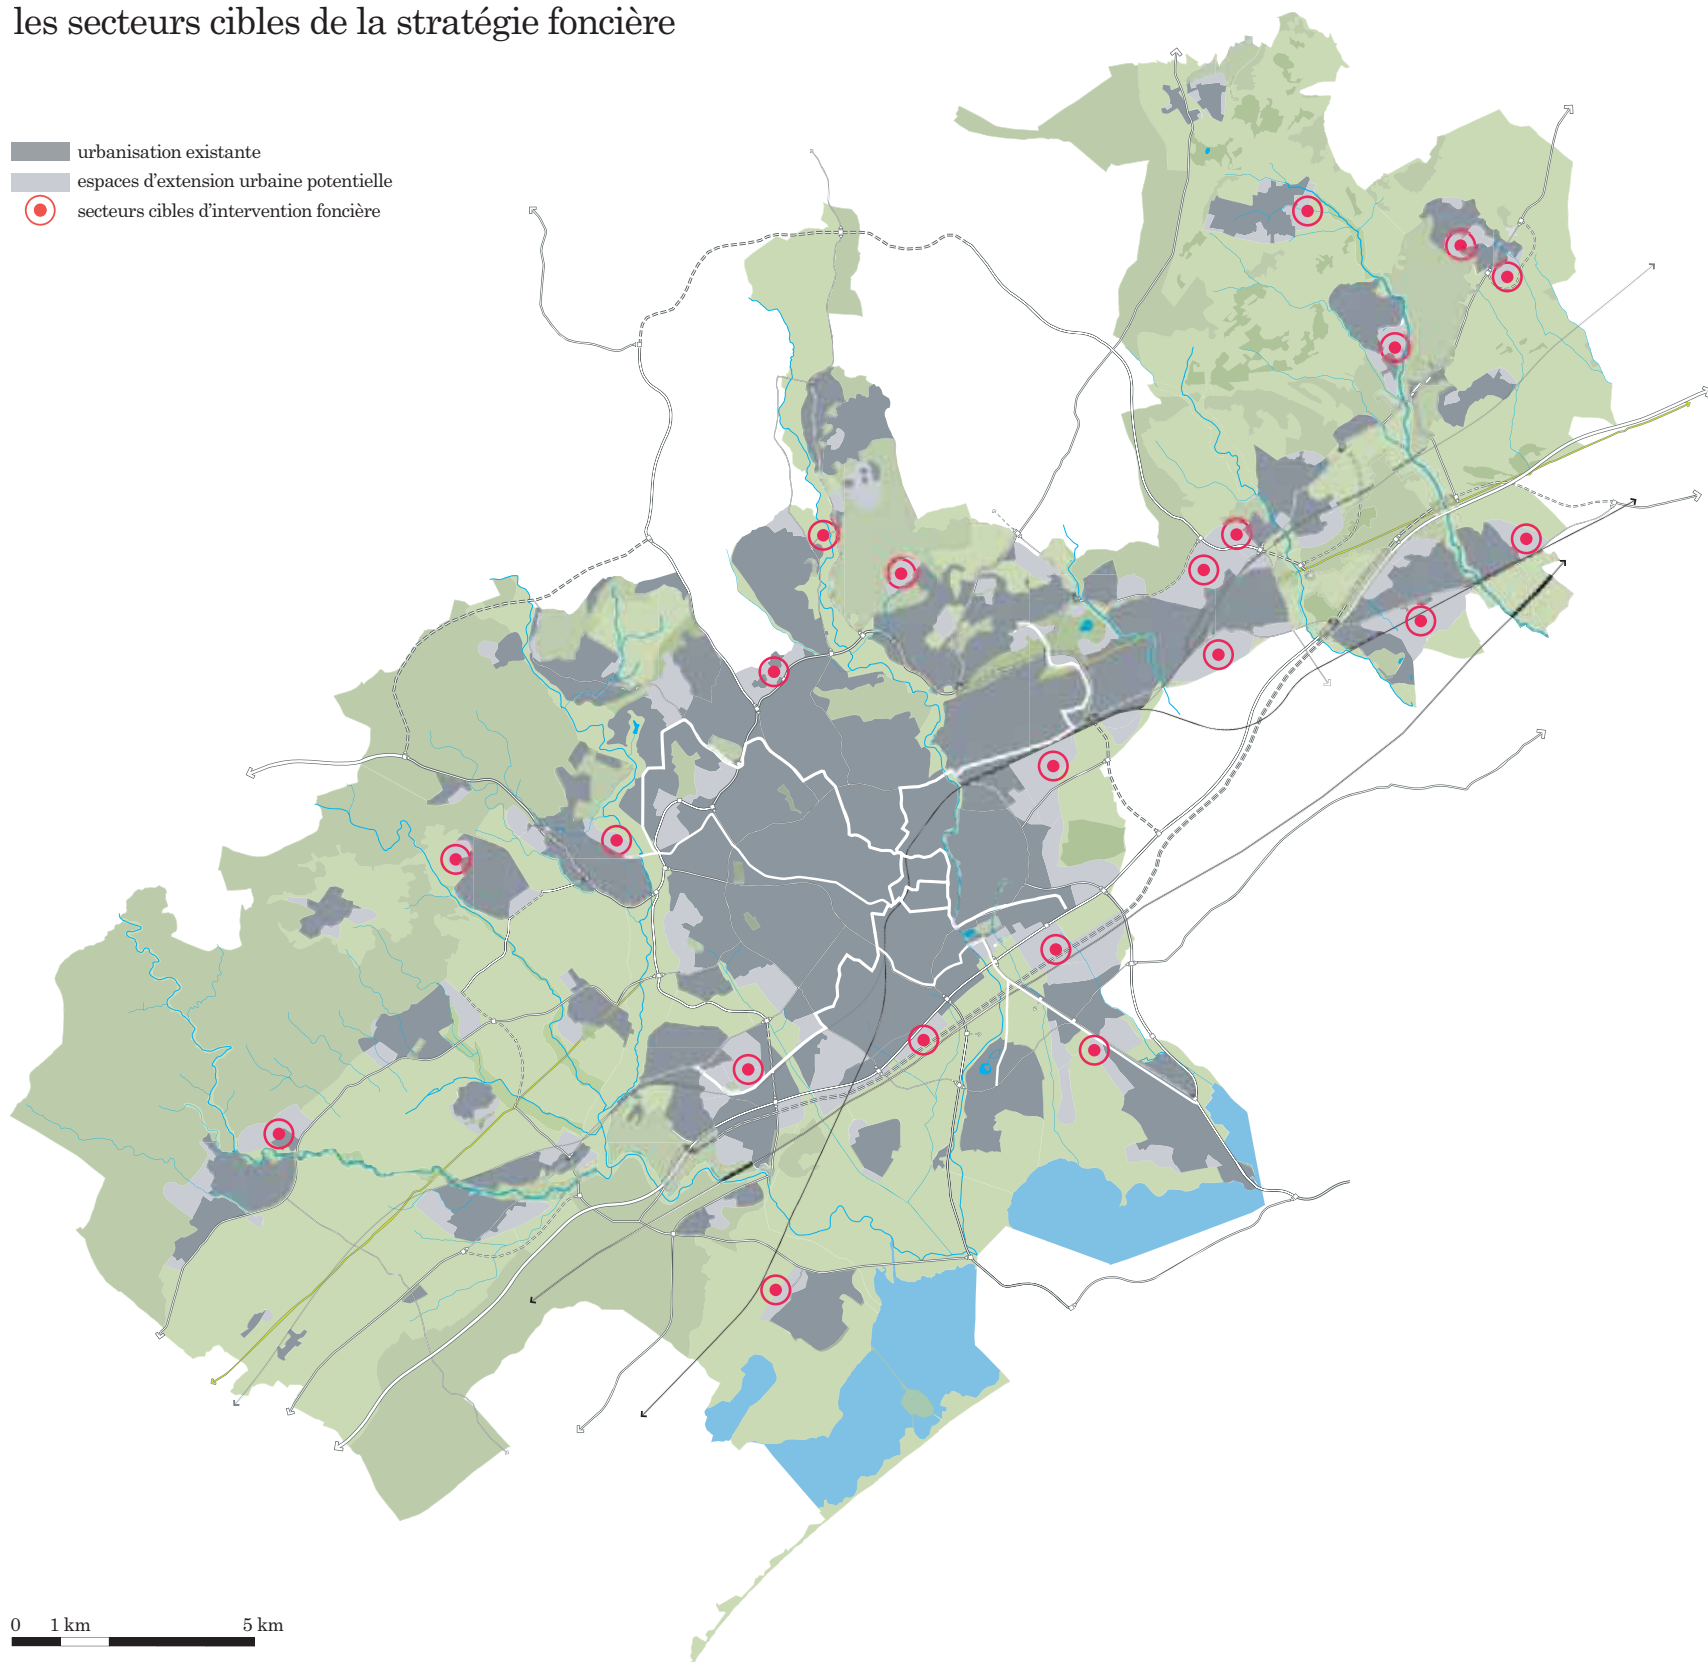 les secteurs cibles de la stratégie foncière
urbanisation existante
espaces d'extension urbaine potentielle
secteurs cibles d'intervention foncière
0 1 km 5 km